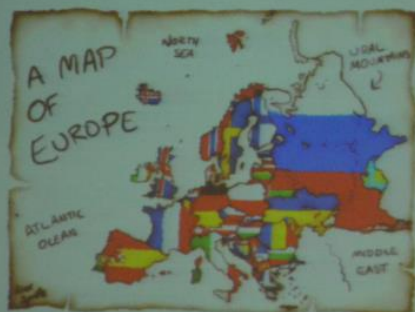 A MAP
OF
EUROPE
NORTH
SEA
URAL
MOUNTAINS
ATLANTIC
OCEAN
MIDDLE
EAST